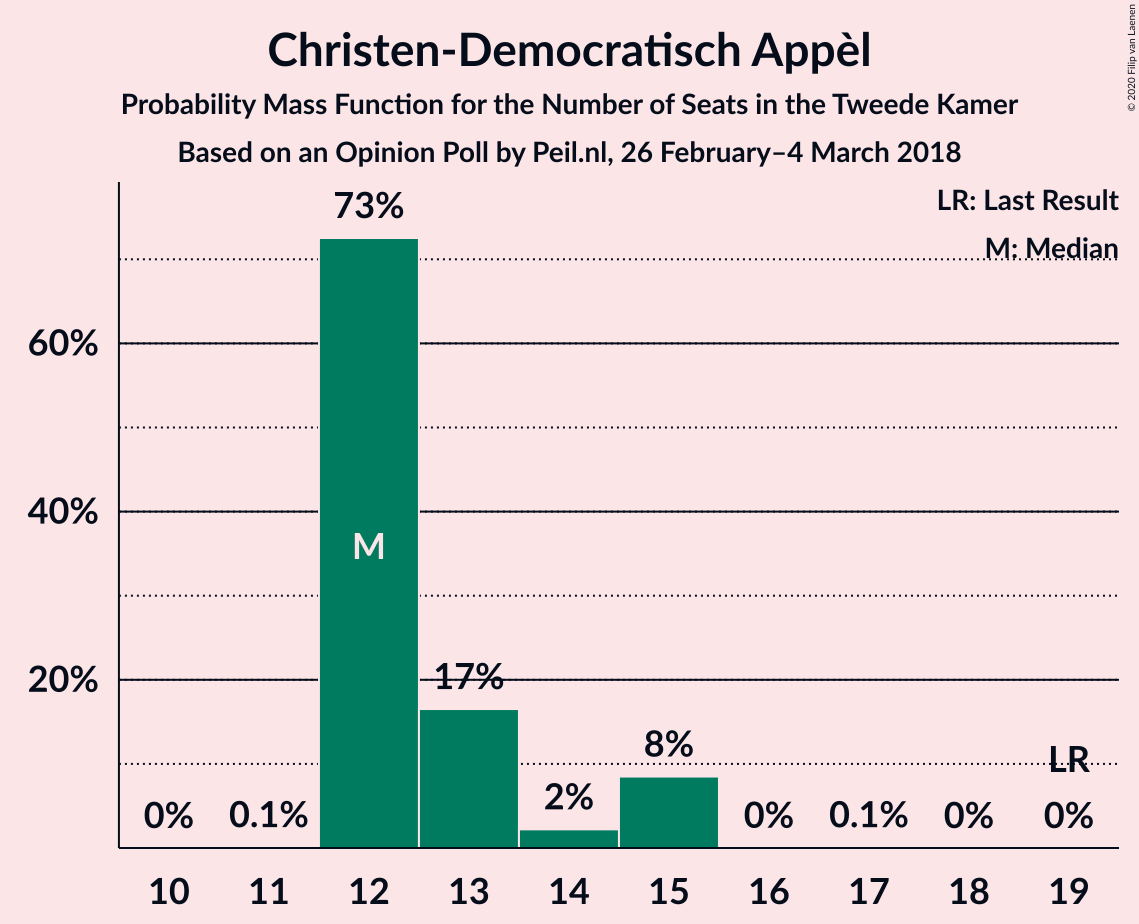 Christen-Democratisch Appèl
Probability Mass Function for the Number of Seats in the Tweede Kamer
Based on an Opinion Poll by Peil.nl, 26 February–4 March 2018
© 2020 Filip van Laenen
LR: Last Result
M: Median
73%
60%
40%
M
20%
17%
8%
LR
2%
0%
0.1%
0%
0.1%
0%
0%
10 11 12 13 14 15 16 17 18 19